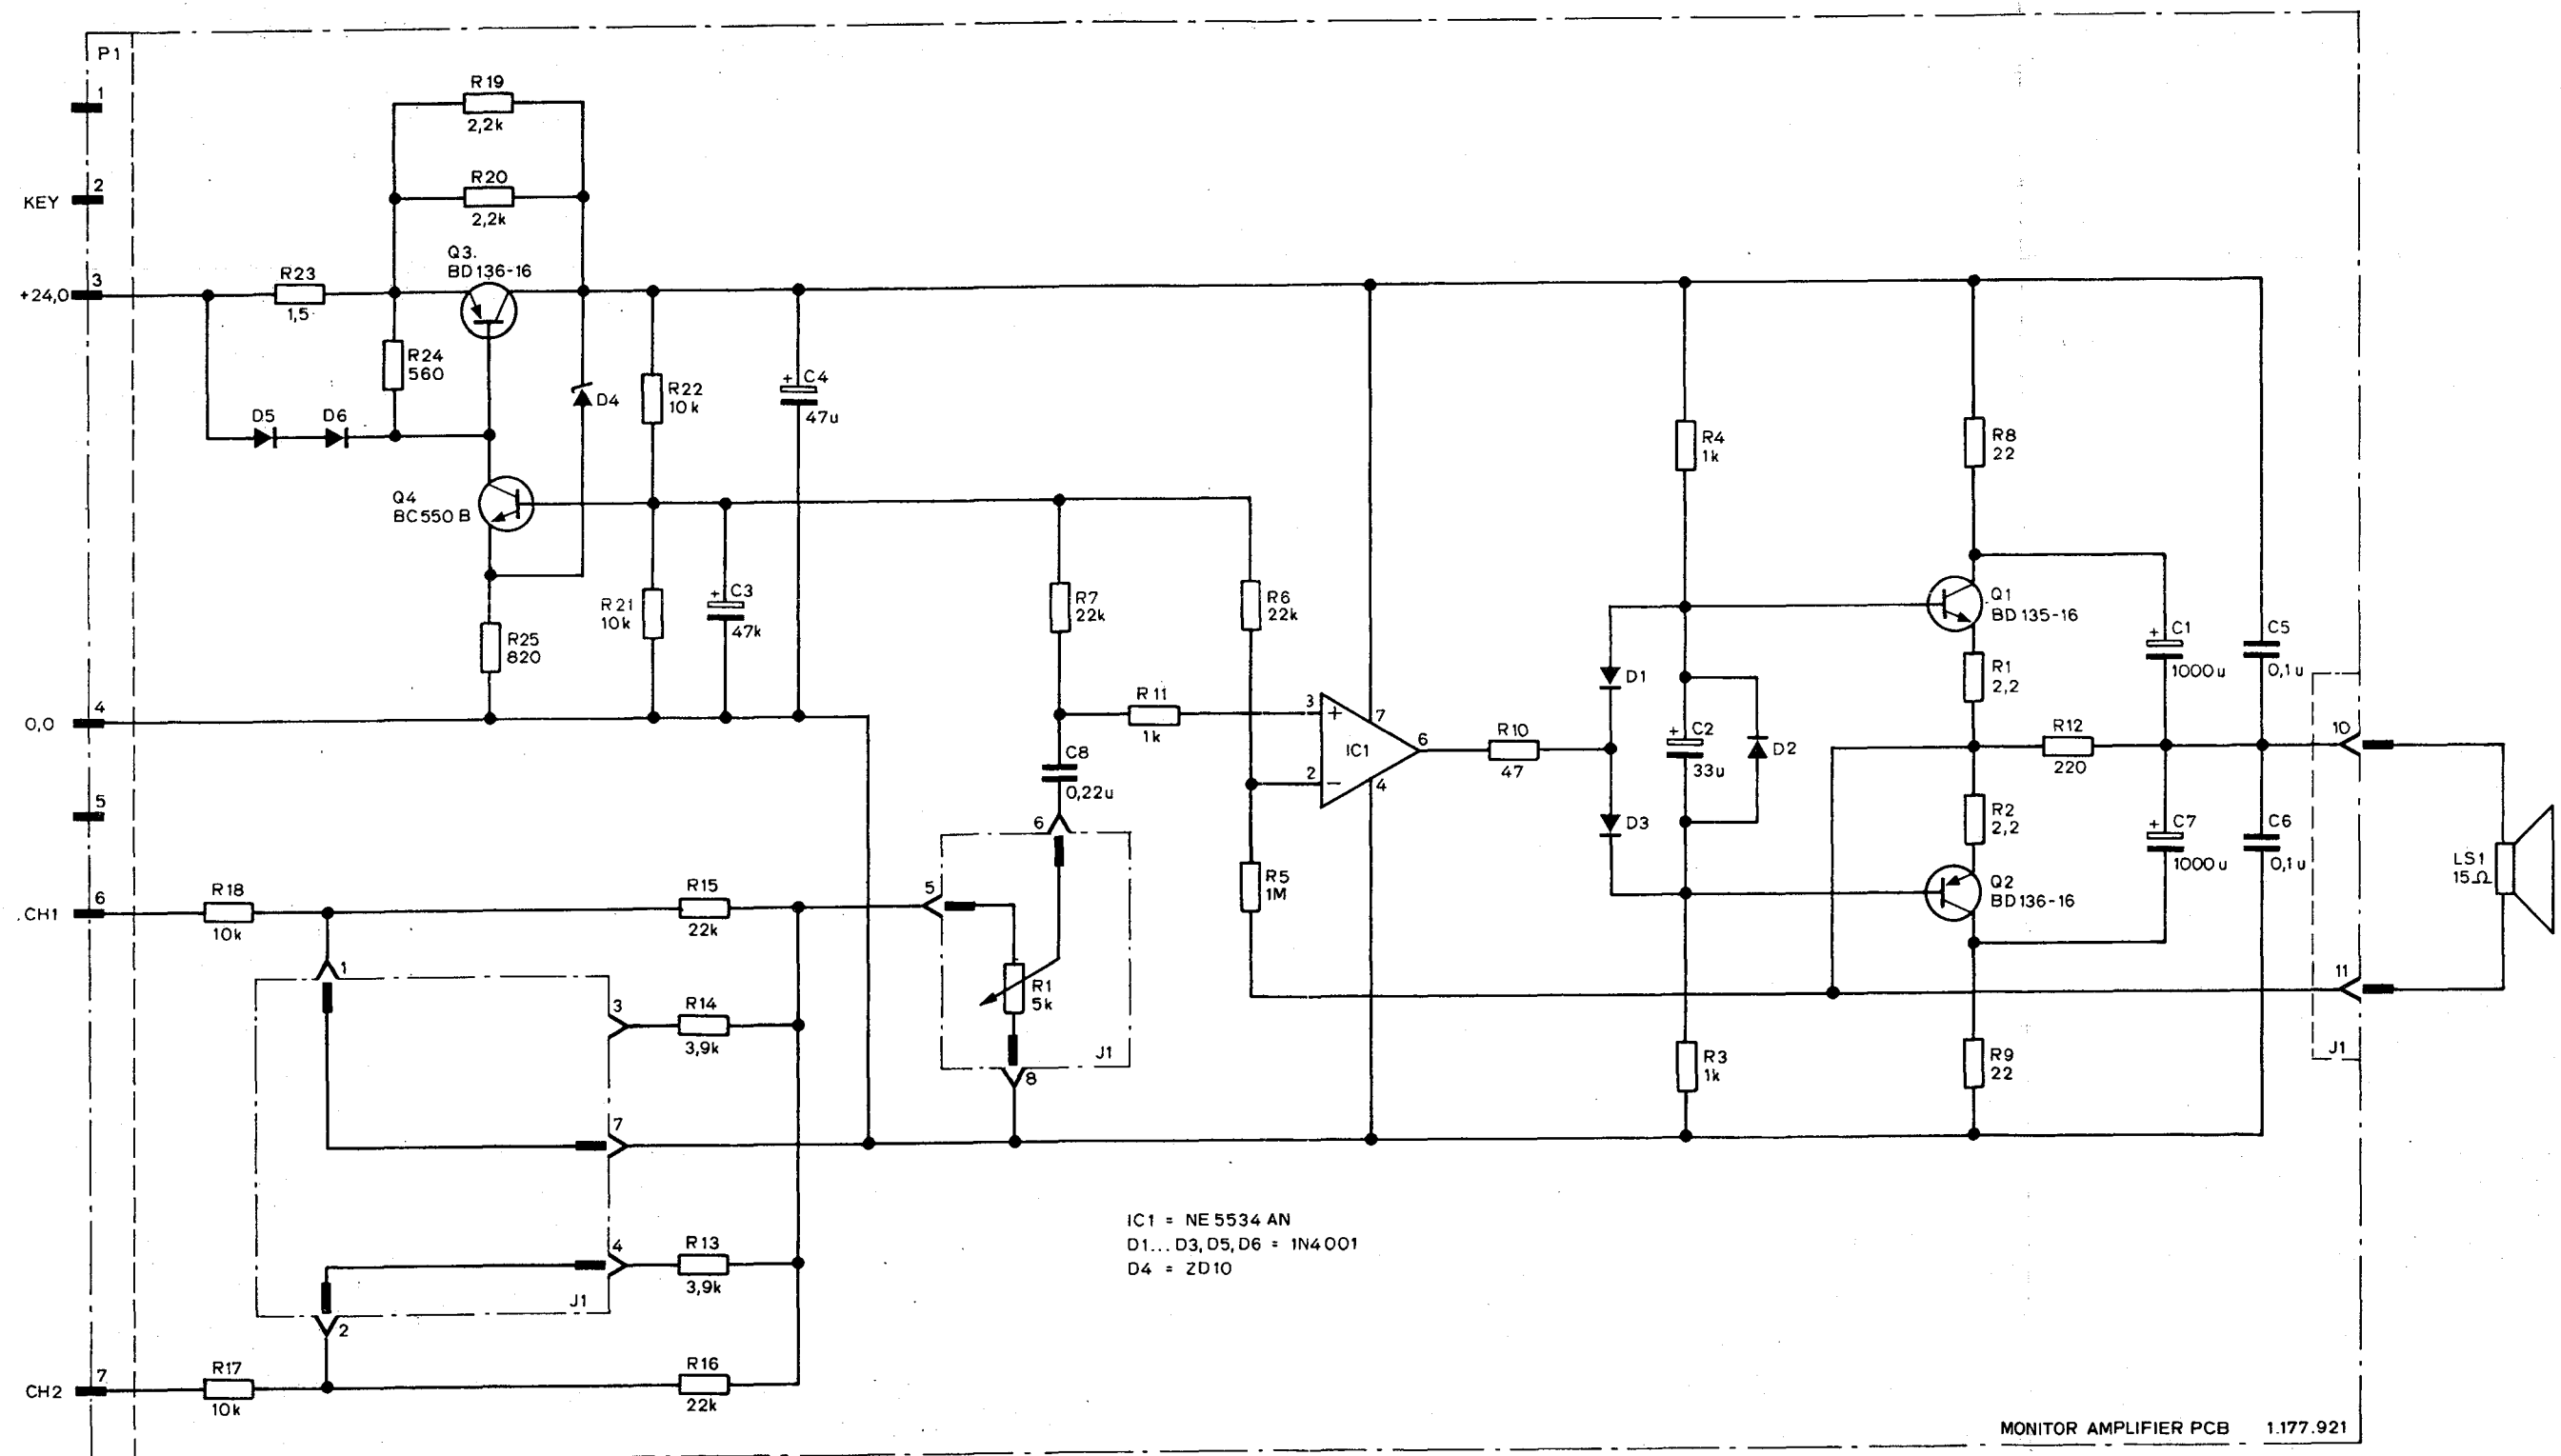 P1
1
R19
2,2k
2
KEY
R20
2,2k
Q3.
BD136-16
3
+24,0
R23
1,5
R24
560
D5
D6
D4
R22
10k
+
C4
47u
R4
1k
R8
22
Q4
BC550B
R25
820
R21
10k
+
C3
47k
R7
22k
R6
22k
Q1
BD135-16
D1
R1
2,2
+
C1
1000u
C5
0,1u
4
0,0
R11
1k
3
+
7
IC1
6
2
−
4
R10
47
+
C2
33u
D2
R12
220
10
C8
0,22u
5
6
D3
R2
2,2
+
C7
1000u
C6
0,1u
LS1
15Ω
Q2
BD136-16
R5
1M
6
CH1
R18
10k
R15
22k
5
R1
5k
J1
8
1
3
R14
3,9k
11
J1
R3
1k
R9
22
7
4
R13
3,9k
J1
2
IC1 = NE5534AN
D1...D3,D5,D6 = 1N4001
D4 = ZD10
7
CH2
R17
10k
R16
22k
MONITOR AMPLIFIER PCB 1.177.921